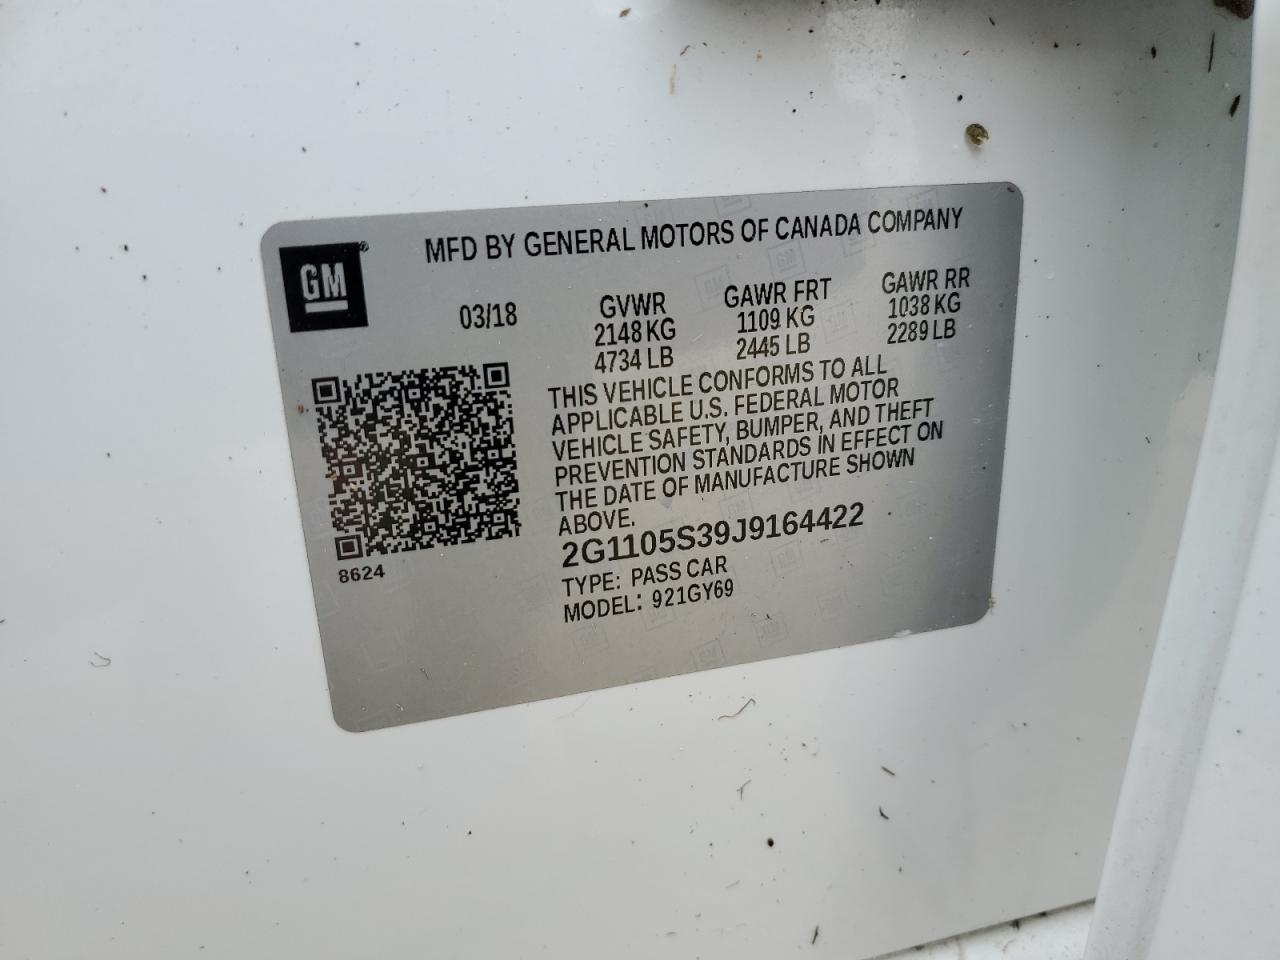 MFD BY GENERAL MOTORS OF CANADA COMPANY
GM
03/18
GVWR
2148 KG
4734 LB
GAWR FRT
1109 KG
2445 LB
GAWR RR
1038 KG
2289 LB
THIS VEHICLE CONFORMS TO ALL
APPLICABLE U.S. FEDERAL MOTOR
VEHICLE SAFETY, BUMPER, AND THEFT
PREVENTION STANDARDS IN EFFECT ON
THE DATE OF MANUFACTURE SHOWN
ABOVE.
2G1105S39J9164422
TYPE: PASS CAR
MODEL: 921GY69
8624